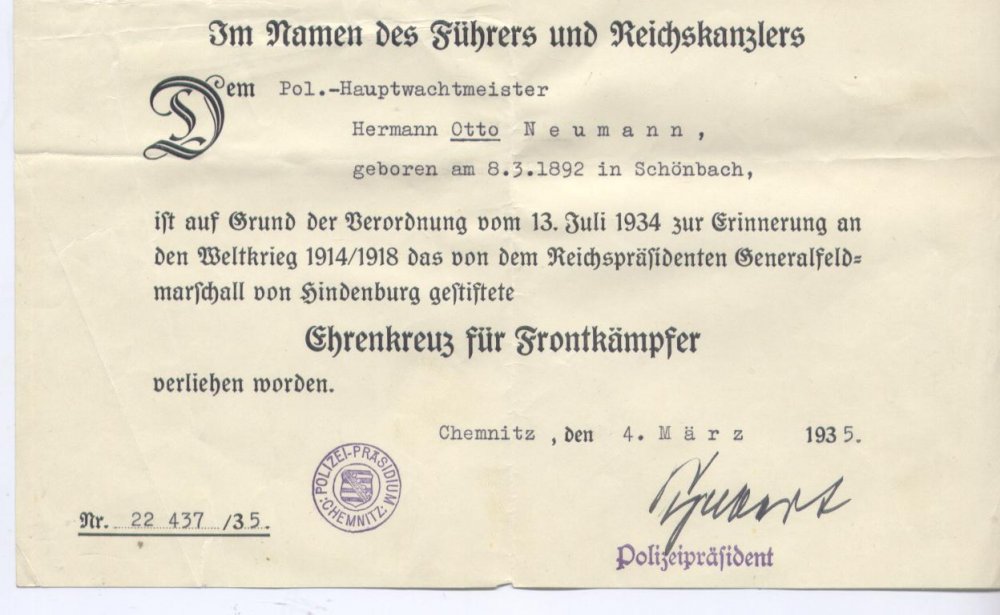 Im Namen des Führers und Reichskanzlers
Dem Pol.-Hauptwachtmeister
Hermann Otto Neumann,
geboren am 8.3.1892 in Schönbach,
ist auf Grund der Verordnung vom 13. Juli 1934 zur Erinnerung an
den Weltkrieg 1914/1918 das von dem Reichspräsidenten Generalfeld=
marschall von Hindenburg gestiftete
Ehrenkreuz für Frontkämpfer
verliehen worden.
Chemnitz, den 4. März 1935.
POLIZEI-PRÄSIDIUM
:CHEMNITZ:
Nr. 22 437 /35.
Polizeipräsident